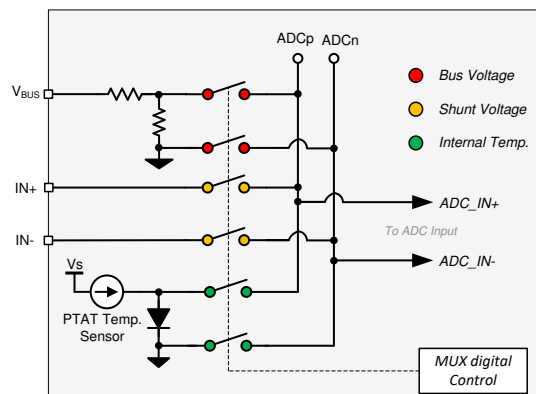 ADCp ADCn
VBUS
Bus Voltage
Shunt Voltage
Internal Temp.
IN+
ADC_IN+
To ADC Input
IN-
ADC_IN-
Vs
PTAT Temp.
Sensor
MUX digital
Control